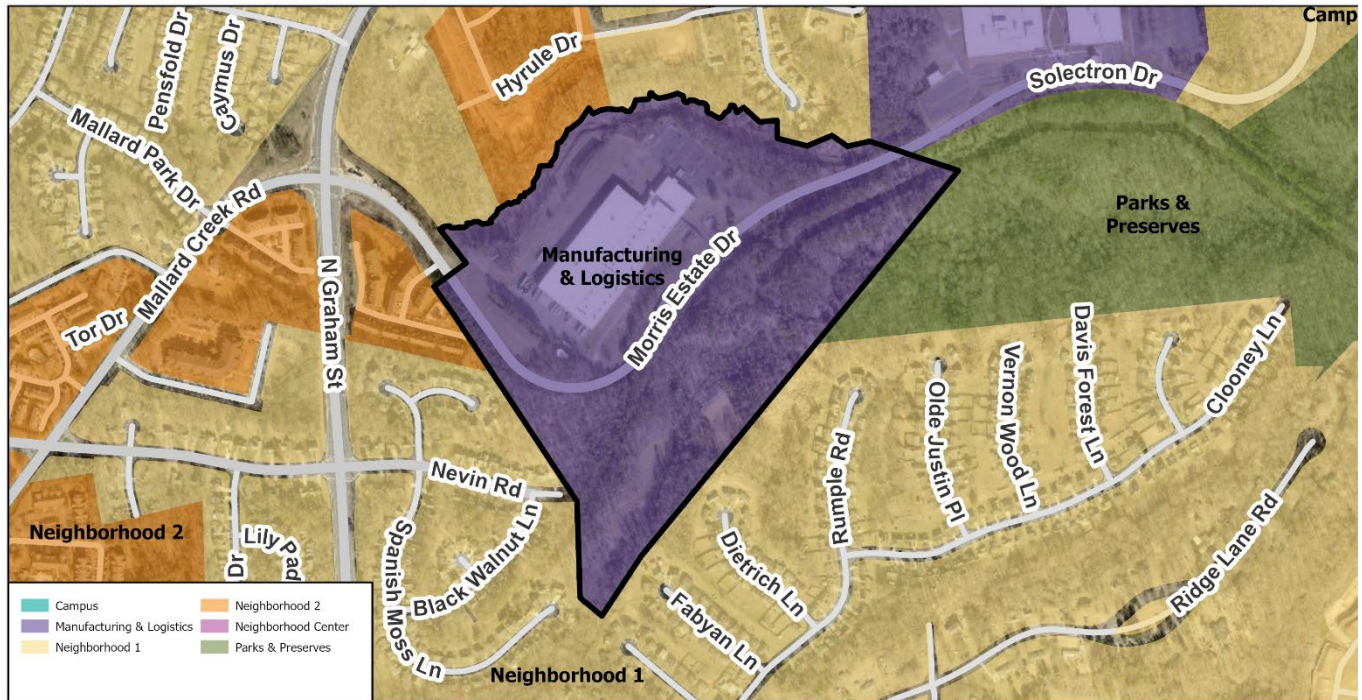 Camp
Pensfold Dr
Caymus Dr
Hyrule Dr
Solectron Dr
Mallard Park Dr
Mallard Creek Rd
N Graham St
Tor Dr
Manufacturing
& Logistics
Morris Estate Dr
Parks &
Preserves
Rumple Rd
Olde Justin Pl
Vernon Wood Ln
Davis Forest Ln
Clooney Ln
Ridge Lane Rd
Nevin Rd
Neighborhood 2
Dr
Lily Pad
Spanish Moss Ln
Black Walnut Ln
Dietrich Ln
Fabyan Ln
Neighborhood 1
Campus
Manufacturing & Logistics
Neighborhood 1
Neighborhood 2
Neighborhood Center
Parks & Preserves